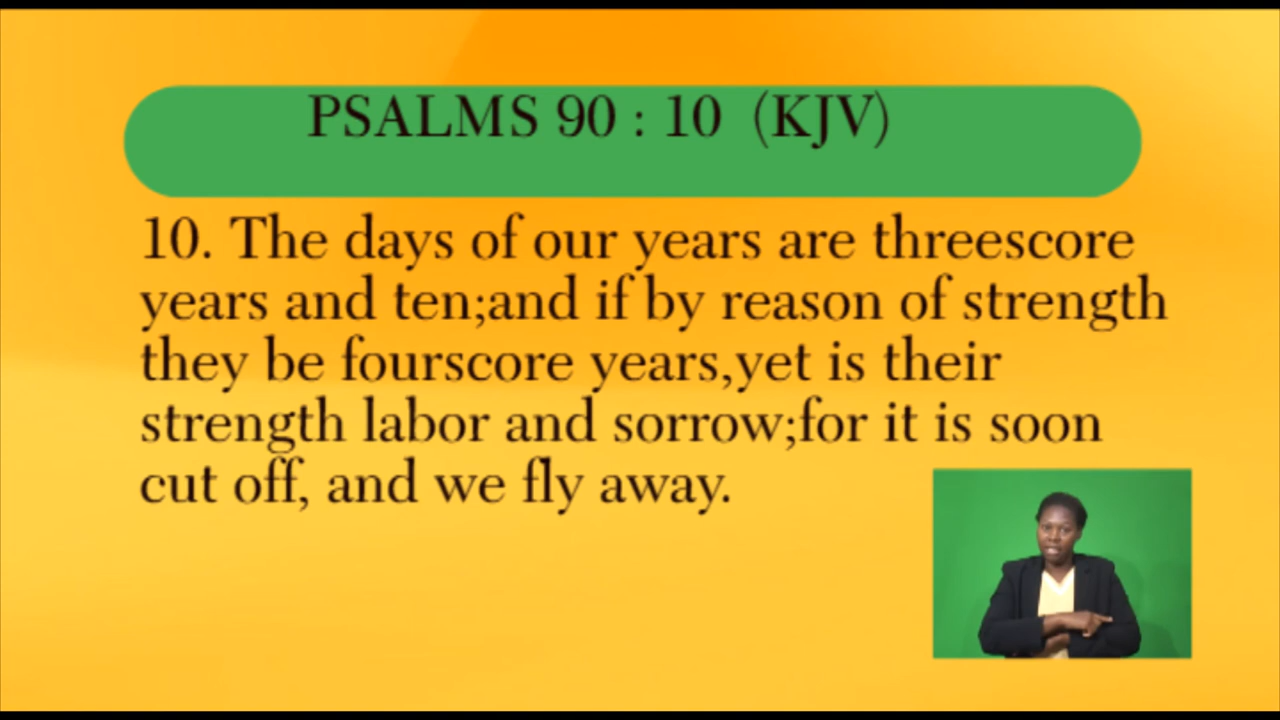 PSALMS 90 : 10 (KJV)
10. The days of our years are threescore
years and ten;and if by reason of strength
they be fourscore years,yet is their
strength labor and sorrow;for it is soon
cut off, and we fly away.